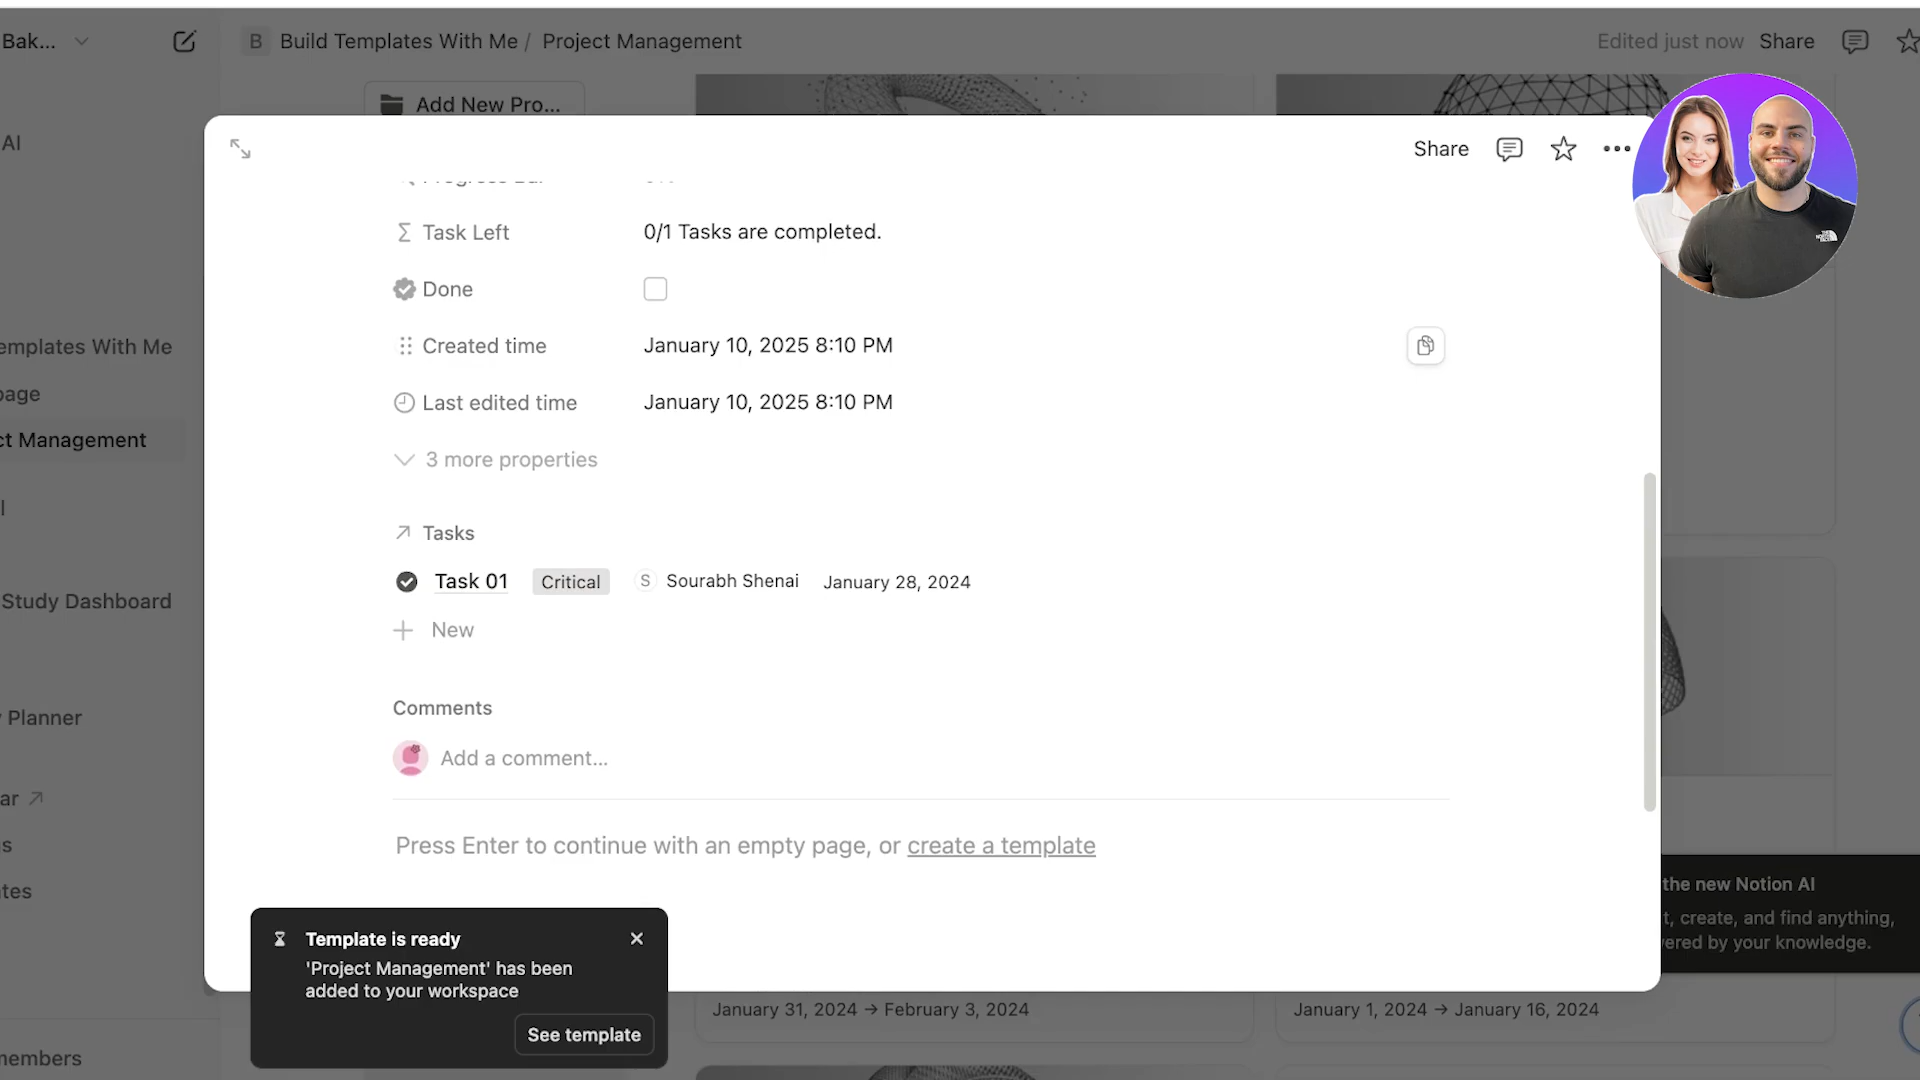 Bak...
B Build Templates With Me / Project Management
Edited just now Share
Add New Pro...
AI
Share
Task Left 0/1 Tasks are completed.
Done
Created time January 10, 2025 8:10 PM
Last edited time January 10, 2025 8:10 PM
3 more properties
emplates With Me
page
ct Management
Tasks
Task 01 Critical S Sourabh Shenai January 28, 2024
New
Study Dashboard
Comments
Add a comment...
Planner
Press Enter to continue with an empty page, or create a template
ar
s
tes
Template is ready
'Project Management' has been
added to your workspace
See template
the new Notion AI
t, create, and find anything,
ered by your knowledge.
January 31, 2024 → February 3, 2024
January 1, 2024 → January 16, 2024
members
THE NORTH FACE